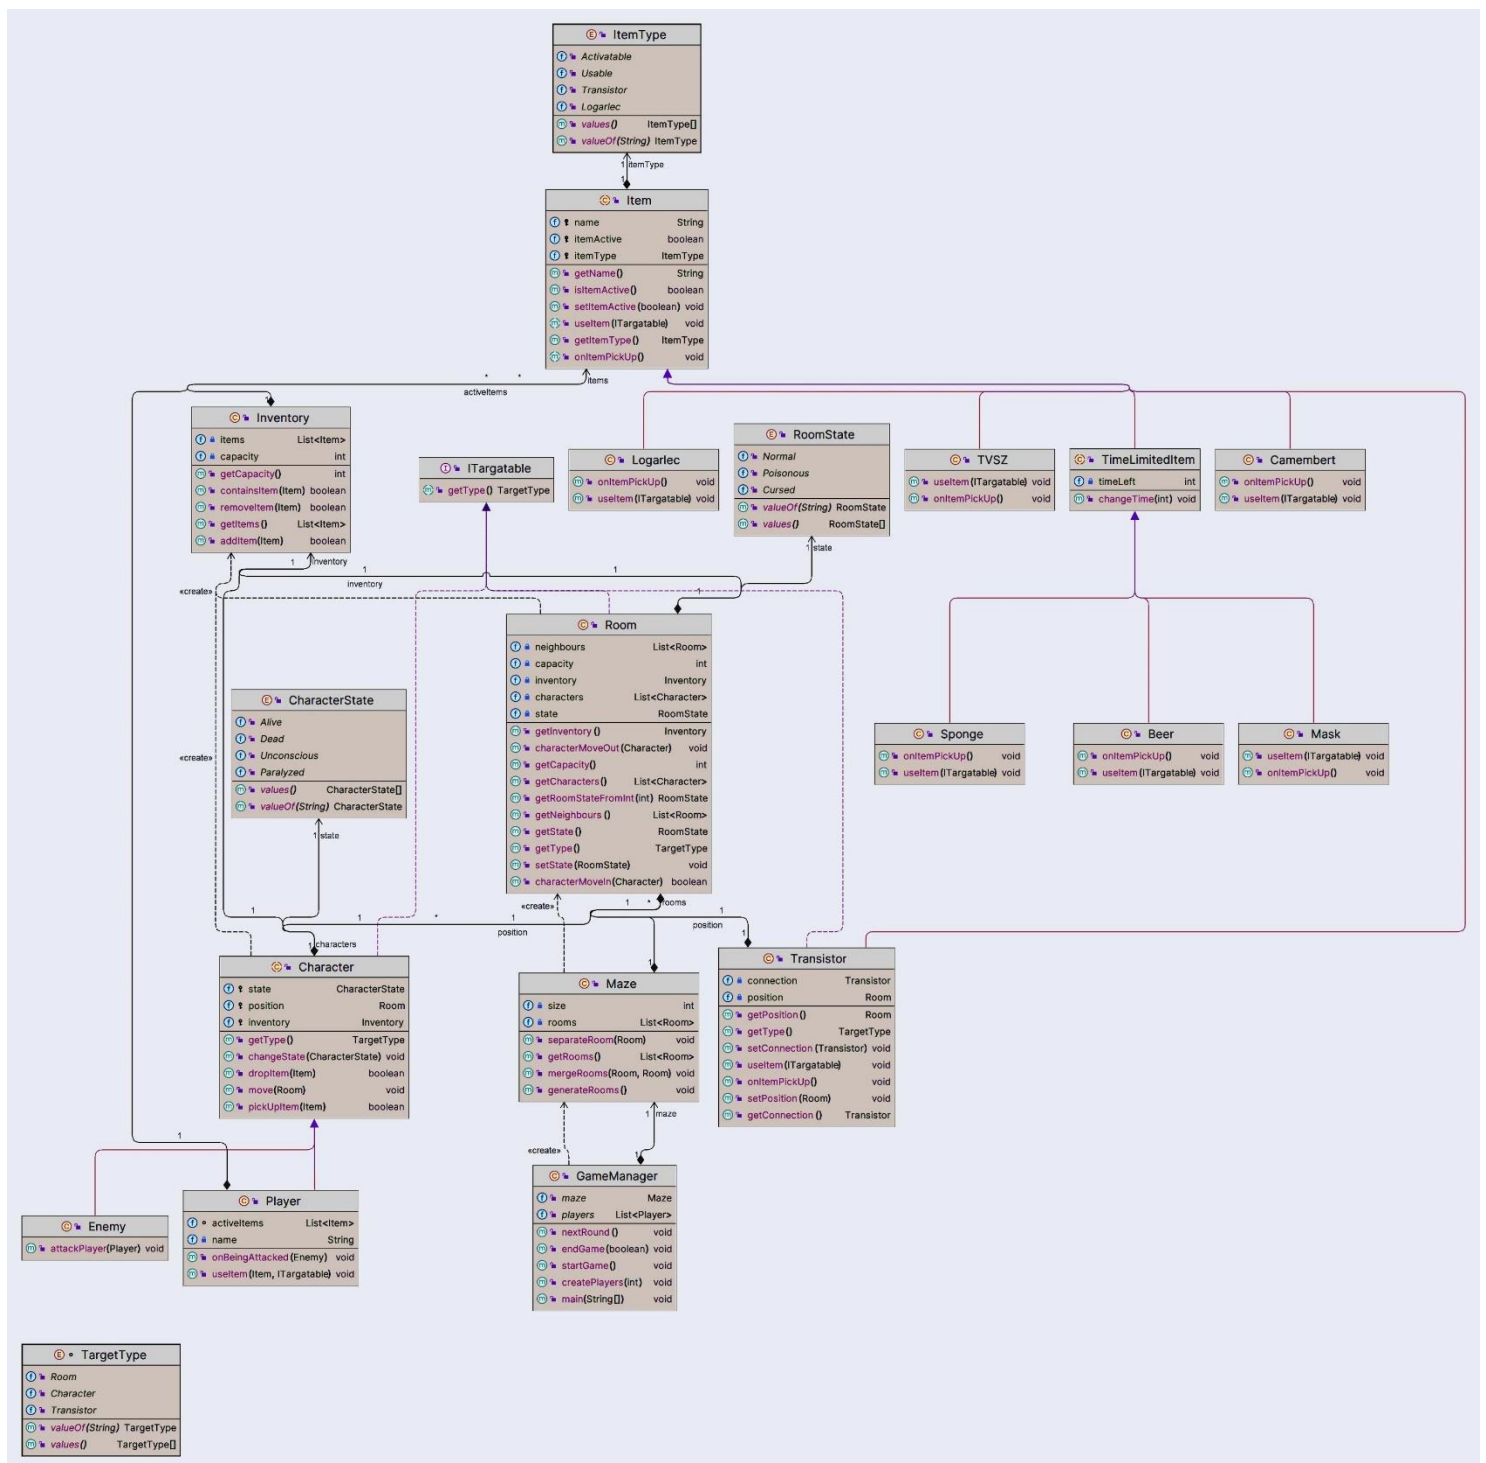 ItemType
Activatable
Usable
Transistor
Logarlec
values() ItemType[]
valueOf(String) ItemType
1 itemType
1
Item
name String
itemActive boolean
itemType ItemType
getName() String
isItemActive() boolean
setItemActive(boolean) void
useItem(ITargatable) void
getItemType() ItemType
onItemPickUp() void
* * items
activeItems
1
Inventory
items List<Item>
capacity int
getCapacity() int
containsItem(Item) boolean
removeItem(Item) boolean
getItems() List<Item>
addItem(Item) boolean
ITargatable
getType() TargetType
Logarlec
onItemPickUp() void
useItem(ITargatable) void
RoomState
Normal
Poisonous
Cursed
valueOf(String) RoomState
values() RoomState[]
TVSZ
useItem(ITargatable) void
onItemPickUp() void
TimeLimitedItem
timeLeft int
changeTime(int) void
Camembert
onItemPickUp() void
useItem(ITargatable) void
1 inventory
1 state
1 1
inventory
«create»
1
Room
neighbours List<Room>
capacity int
inventory Inventory
characters List<Character>
state RoomState
getInventory() Inventory
characterMoveOut(Character) void
getCapacity() int
getCharacters() List<Character>
getRoomStateFromInt(int) RoomState
getNeighbours() List<Room>
getState() RoomState
getType() TargetType
setState(RoomState) void
characterMoveIn(Character) boolean
CharacterState
Alive
Dead
Unconscious
Paralyzed
values() CharacterState[]
valueOf(String) CharacterState
«create»
1 state
Sponge
onItemPickUp() void
useItem(ITargatable) void
Beer
onItemPickUp() void
useItem(ITargatable) void
Mask
useItem(ITargatable) void
onItemPickUp() void
«create» 1 * rooms
1 * 1 1
position position
1 characters 1
Character
state CharacterState
position Room
inventory Inventory
getType() TargetType
changeState(CharacterState) void
dropItem(Item) boolean
move(Room) void
pickUpItem(Item) boolean
1
Maze
size int
rooms List<Room>
separateRoom(Room) void
getRooms() List<Room>
mergeRooms(Room, Room) void
generateRooms() void
Transistor
connection Transistor
position Room
getPosition() Room
getType() TargetType
setConnection(Transistor) void
useItem(ITargatable) void
onItemPickUp() void
setPosition(Room) void
getConnection() Transistor
1 maze
1
«create»
1
Enemy
attackPlayer(Player) void
Player
activeItems List<Item>
name String
onBeingAttacked(Enemy) void
useItem(Item, ITargatable) void
GameManager
maze Maze
players List<Player>
nextRound() void
endGame(boolean) void
startGame() void
createPlayers(int) void
main(String[]) void
TargetType
Room
Character
Transistor
valueOf(String) TargetType
values() TargetType[]